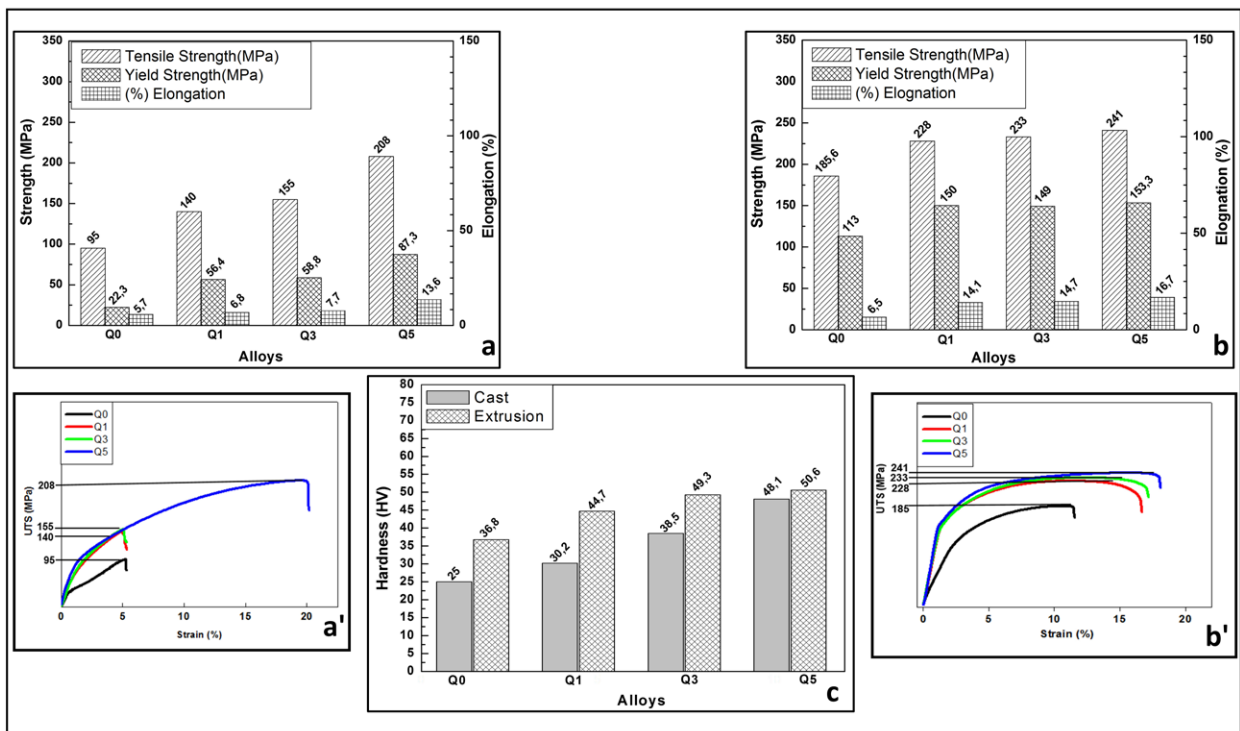 350
300
250
200
150
100
50
0
Strength (MPa)
Tensile Strength(MPa)
Yield Strength(MPa)
(%) Elongation
95
22,3
5,7
140
56,4
6,8
155
58,8
7,7
208
87,3
13,6
150
100
50
0
Elongation (%)
Q0 Q1 Q3 Q5
Alloys
a
350
300
250
200
150
100
50
0
Strength (MPa)
Tensile Strength(MPa)
Yield Strength(MPa)
(%) Elognation
185,6
113
6,5
228
150
14,1
233
149
14,7
241
153,3
16,7
150
100
50
0
Elognation (%)
Q0 Q1 Q3 Q5
Alloys
b
Q0
Q1
Q3
Q5
UTS (MPa)
208
155
140
95
0 5 10 15 20
Strain (%)
a'
80
75
70
65
60
55
50
45
40
35
30
25
20
15
10
5
0
Hardness (HV)
Cast
Extrusion
25
36,8
30,2
44,7
38,5
49,3
48,1
50,6
Q0 Q1 Q3 Q5
Alloys
c
Q0
Q1
Q3
Q5
UTS (MPa)
241
233
228
185
0 5 10 15 20
Strain (%)
b'